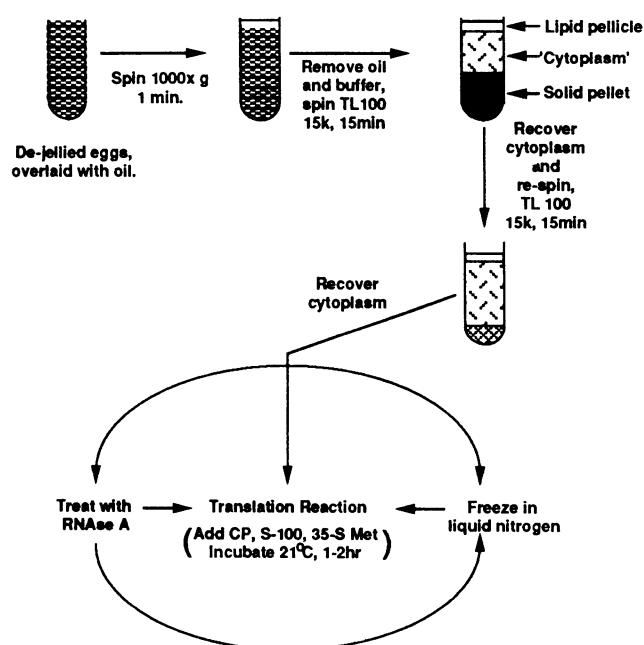 Lipid pellicle
'Cytoplasm'
Solid pellet
Spin 1000x g
1 min.
Remove oil
and buffer,
spin TL100
15k, 15min
De-jellied eggs,
overlaid with oil.
Recover
cytoplasm
and
re-spin,
TL 100
15k, 15min
Recover
cytoplasm
Treat with
RNAse A
Translation Reaction
(Add CP, S-100, 35-S Met
Incubate 21°C, 1-2hr)
Freeze in
liquid nitrogen